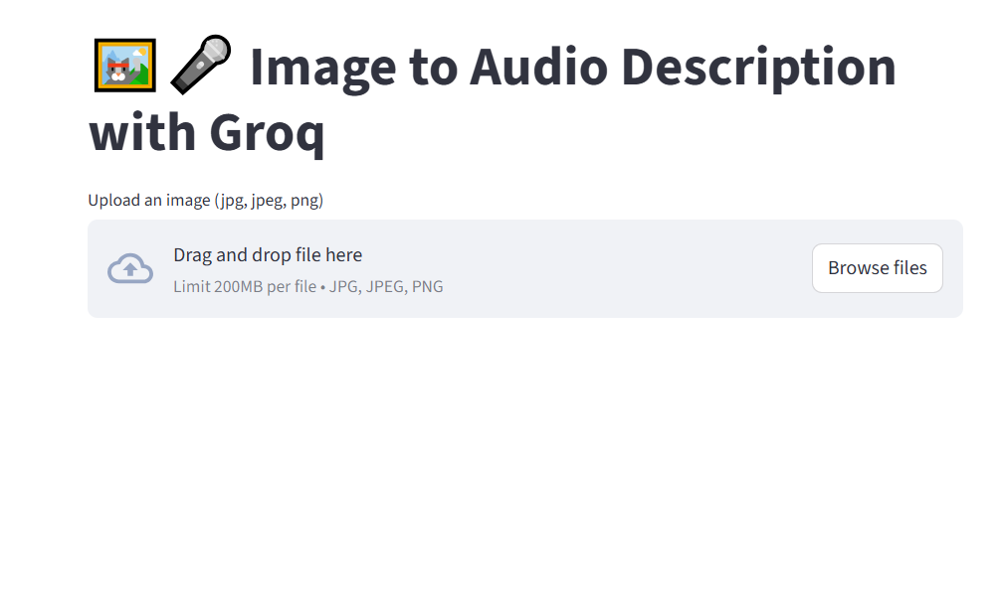 🖼️🎤 Image to Audio Description
with Groq
Upload an image (jpg, jpeg, png)
Drag and drop file here
Limit 200MB per file • JPG, JPEG, PNG
Browse files